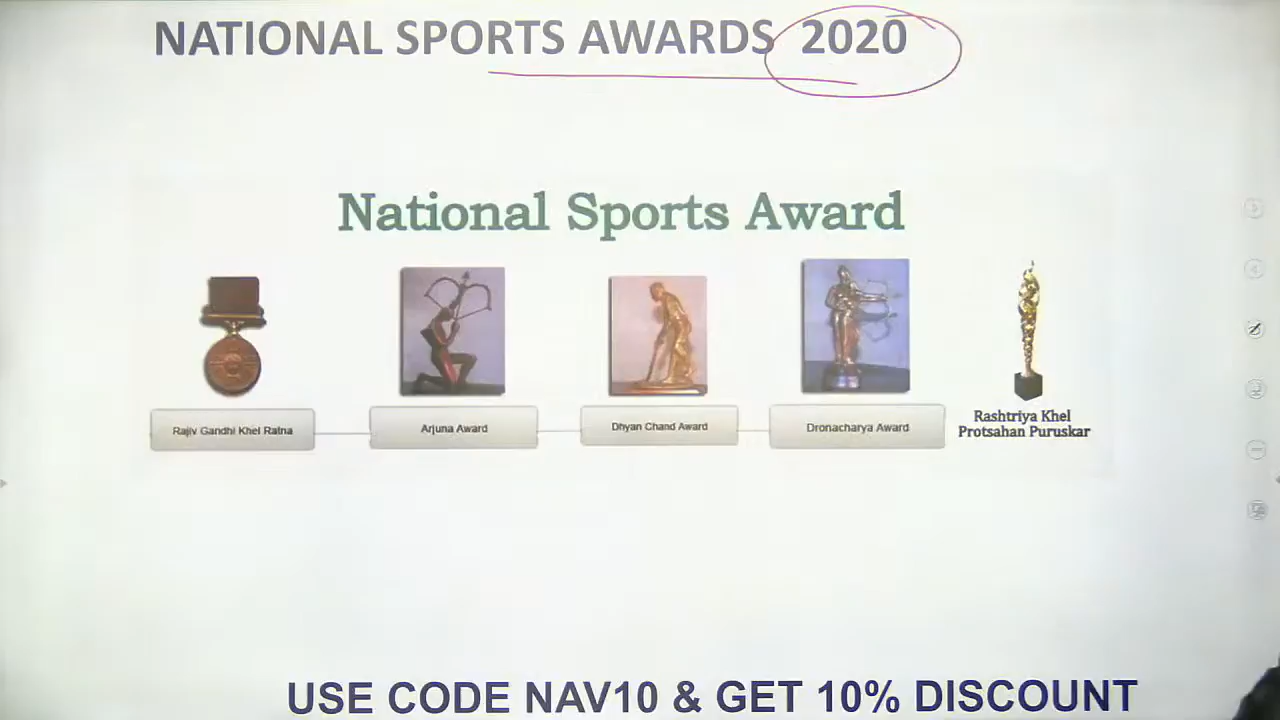 NATIONAL SPORTS AWARDS 2020
National Sports Award
Rajiv Gandhi Khel Ratna
Arjuna Award
Dhyan Chand Award
Dronacharya Award
Rashtriya Khel
Protsahan Puruskar
USE CODE NAV10 & GET 10% DISCOUNT